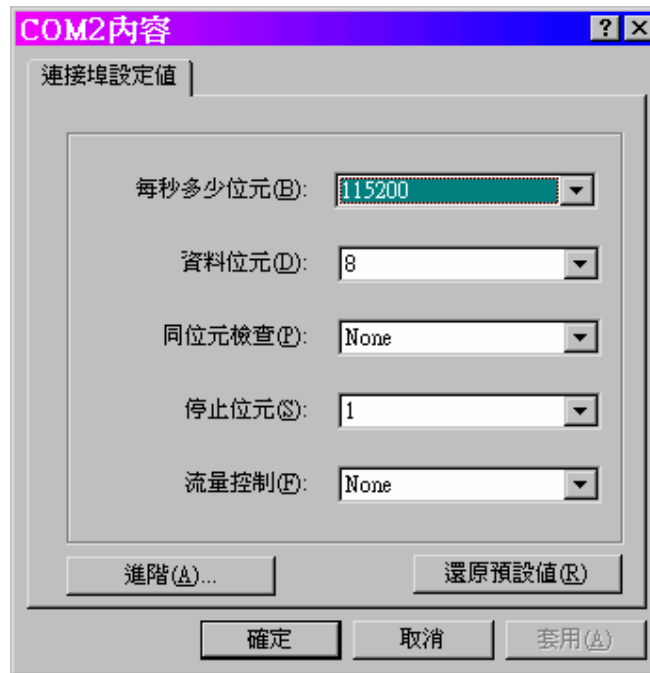 COM2內容
連接埠設定值
每秒多少位元(B): 115200
資料位元(D): 8
同位元檢查(P): None
停止位元(S): 1
流量控制(F): None
進階(A)... 還原預設值(R)
確定 取消 套用(A)